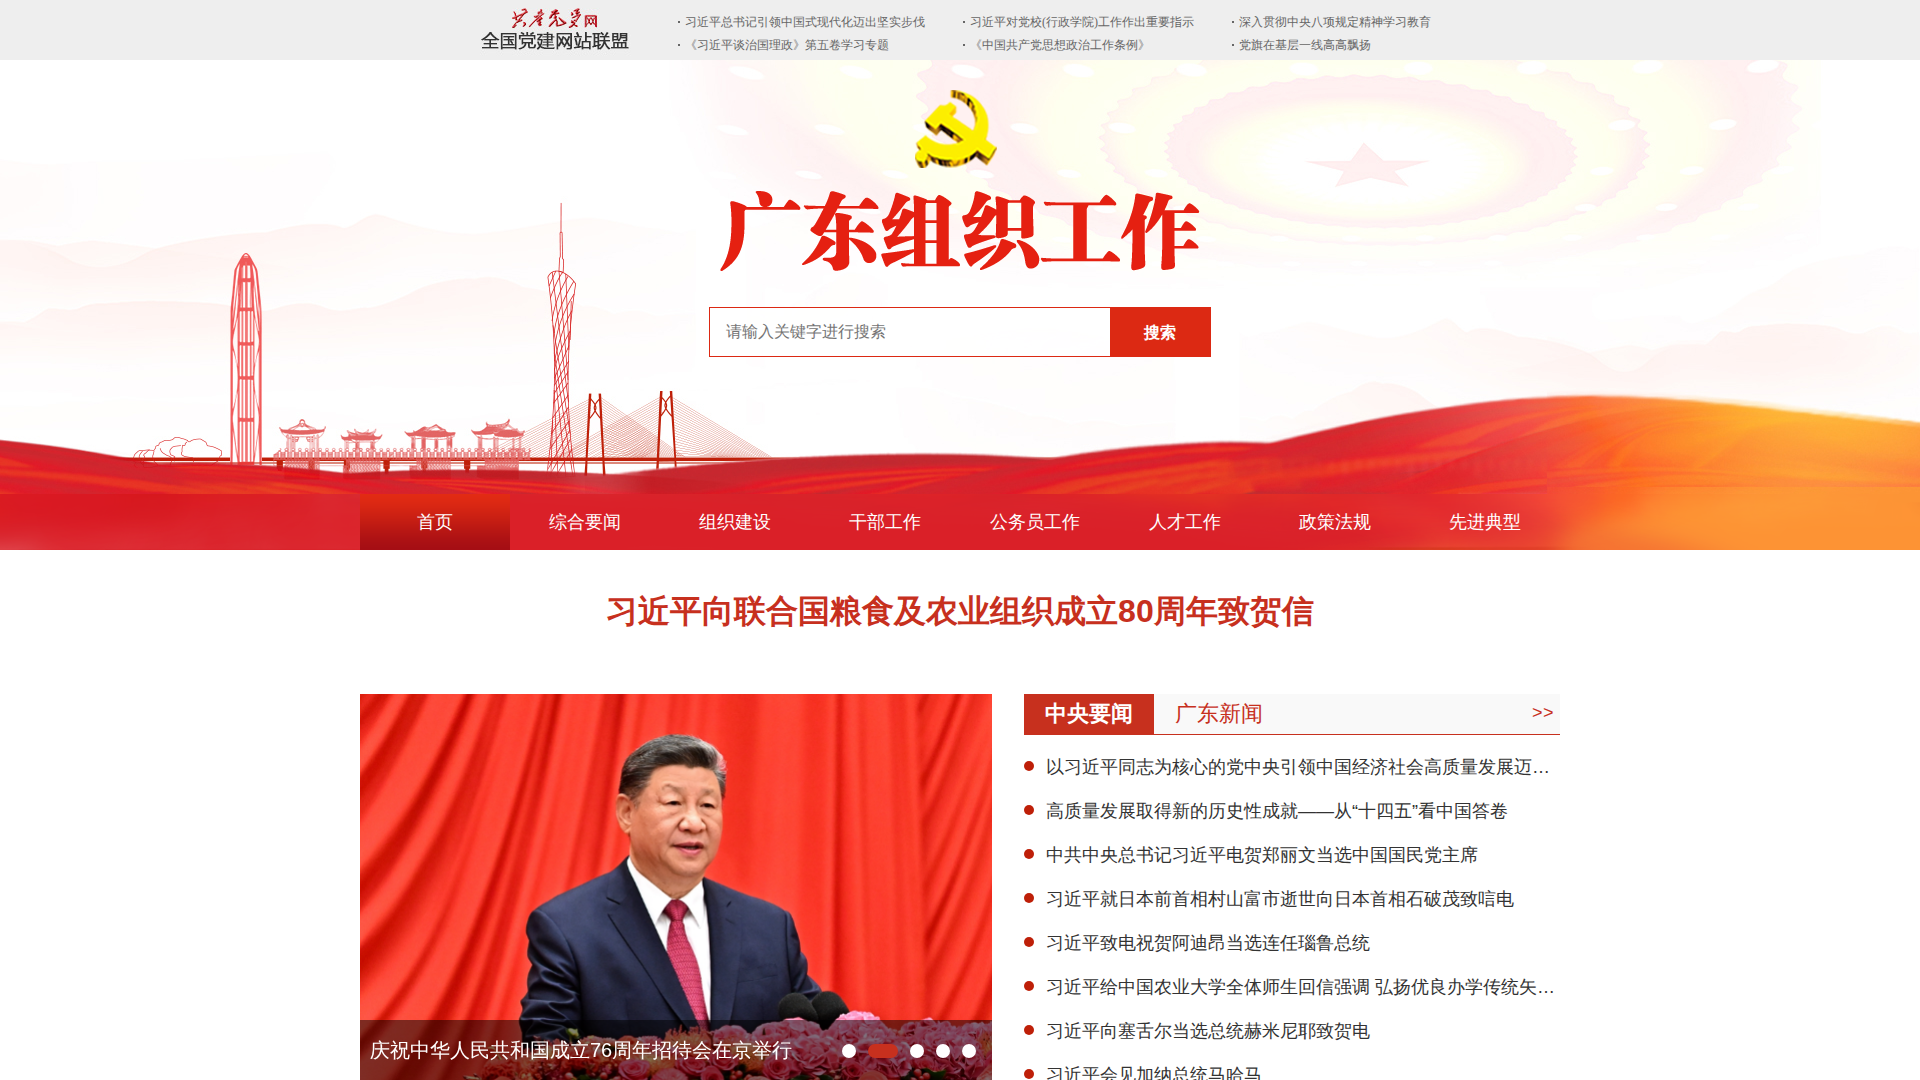 共产党员网
全国党建网站联盟
· 习近平总书记引领中国式现代化迈出坚实步伐
· 习近平对党校(行政学院)工作作出重要指示
· 深入贯彻中央八项规定精神学习教育
· 《习近平谈治国理政》第五卷学习专题
· 《中国共产党思想政治工作条例》
· 党旗在基层一线高高飘扬
广东组织工作
请输入关键字进行搜索
搜索
首页
综合要闻
组织建设
干部工作
公务员工作
人才工作
政策法规
先进典型
习近平向联合国粮食及农业组织成立80周年致贺信
庆祝中华人民共和国成立76周年招待会在京举行
中央要闻
广东新闻
>>
以习近平同志为核心的党中央引领中国经济社会高质量发展迈…
高质量发展取得新的历史性成就——从“十四五”看中国答卷
中共中央总书记习近平电贺郑丽文当选中国国民党主席
习近平就日本前首相村山富市逝世向日本首相石破茂致唁电
习近平致电祝贺阿迪昂当选连任瑙鲁总统
习近平给中国农业大学全体师生回信强调 弘扬优良办学传统矢…
习近平向塞舌尔当选总统赫米尼耶致贺电
习近平会见加纳总统马哈马